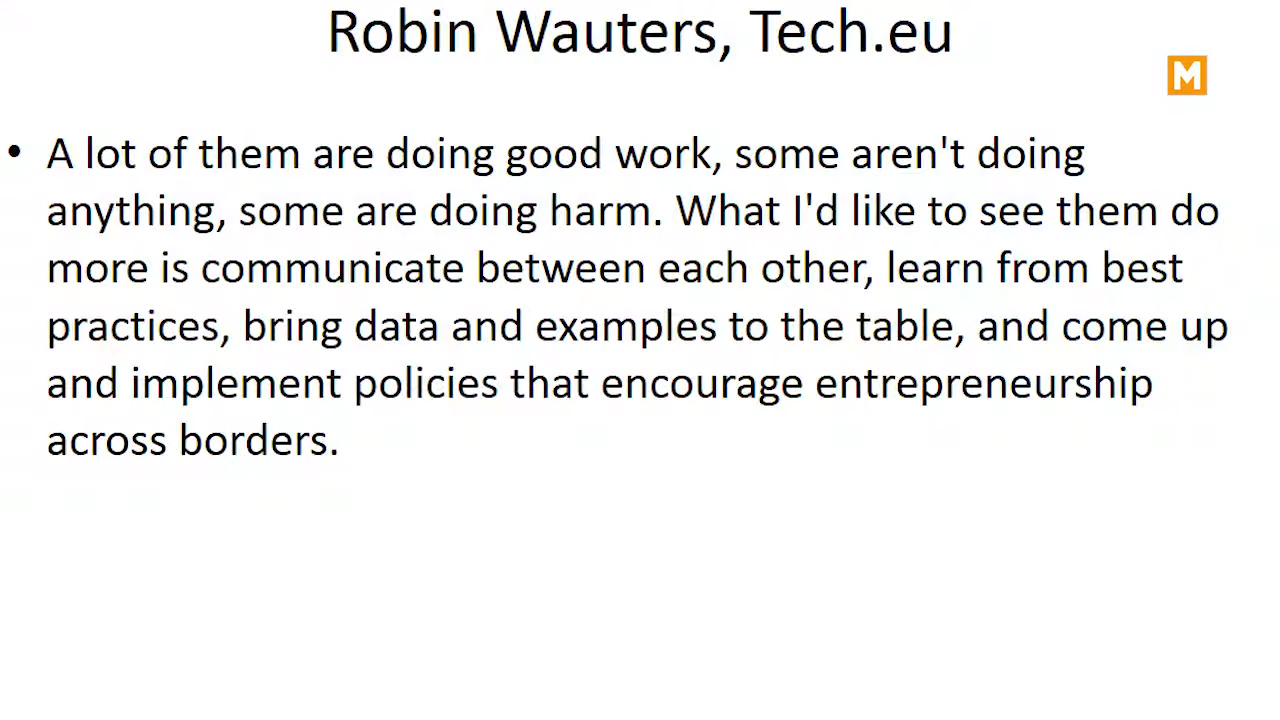 Robin Wauters, Tech.eu
M
• A lot of them are doing good work, some aren't doing
anything, some are doing harm. What I'd like to see them do
more is communicate between each other, learn from best
practices, bring data and examples to the table, and come up
and implement policies that encourage entrepreneurship
across borders.